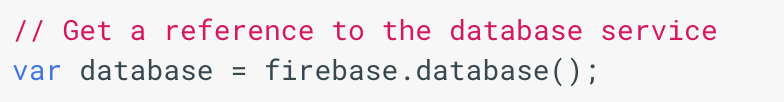 // Get a reference to the database service
var database = firebase.database();